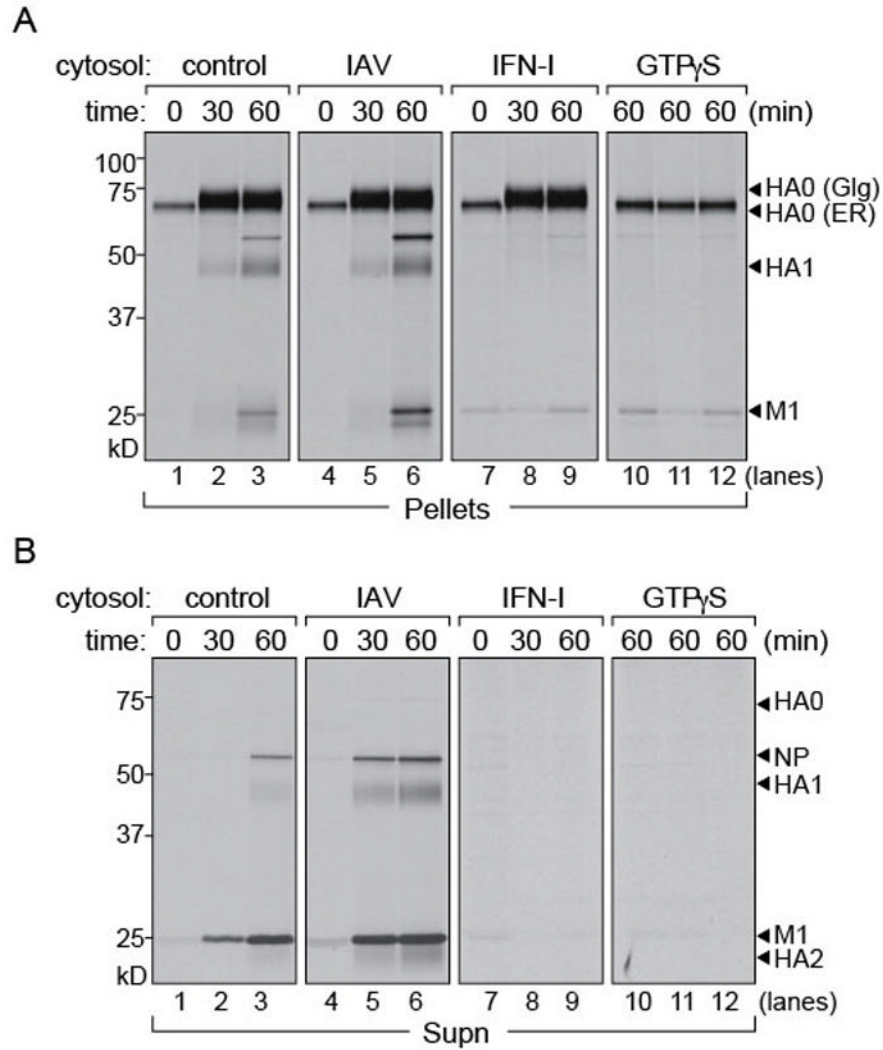 A
cytosol: control IAV IFN-I GTPγS
time: 0 30 60 0 30 60 0 30 60 60 60 60 (min)
100
75
HA0 (Glg)
HA0 (ER)
50
HA1
37
25
M1
kD
1 2 3 4 5 6 7 8 9 10 11 12 (lanes)
Pellets
B
cytosol: control IAV IFN-I GTPγS
time: 0 30 60 0 30 60 0 30 60 60 60 60 (min)
75
HA0
NP
50
HA1
37
25
M1
HA2
kD
1 2 3 4 5 6 7 8 9 10 11 12 (lanes)
Supn